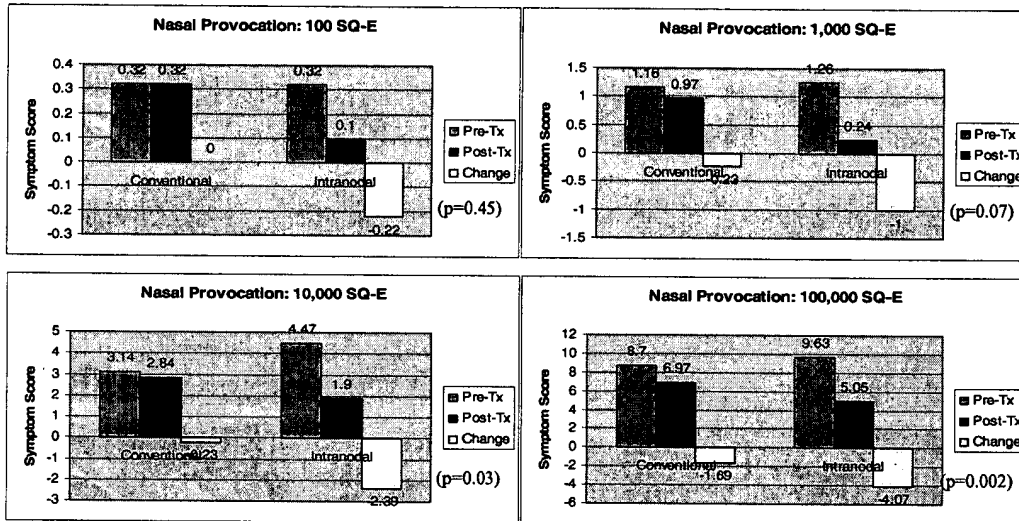 Nasal Provocation: 100 SQ-E
Symptom Score
0.4
0.3
0.2
0.1
0
-0.1
-0.2
-0.3
0.32
0.32
0
0.32
0.1
-0.22
Conventional
Intranodal
Pre-Tx
Post-Tx
Change
(p=0.45)
Nasal Provocation: 1,000 SQ-E
Symptom Score
1.5
1
0.5
0
-0.5
-1
-1.5
1.16
0.97
-0.23
1.26
0.24
-1
Conventional
Intranodal
Pre-Tx
Post-Tx
Change
(p=0.07)
Nasal Provocation: 10,000 SQ-E
Symptom Score
5
4
3
2
1
0
-1
-2
-3
3.14
2.84
-0.23
4.47
1.9
-2.39
Conventional
Intranodal
Pre-Tx
Post-Tx
Change
(p=0.03)
Nasal Provocation: 100,000 SQ-E
Symptom Score
12
10
8
6
4
2
0
-2
-4
-6
8.7
6.97
-1.69
9.63
5.05
-4.07
Conventional
Intranodal
Pre-Tx
Post-Tx
Change
(p=0.002)